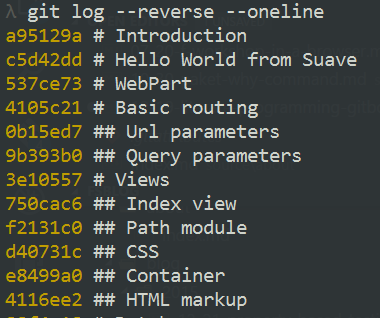 λ git log --reverse --oneline
a95129a # Introduction
c5d42dd # Hello World from Suave
537ce73 # WebPart
4105c21 # Basic routing
0b15ed7 ## Url parameters
9b393b0 ## Query parameters
3e10557 # Views
750cac6 ## Index view
f2131c0 ## Path module
d40731c ## CSS
e8499a0 ## Container
4116ee2 ## HTML markup